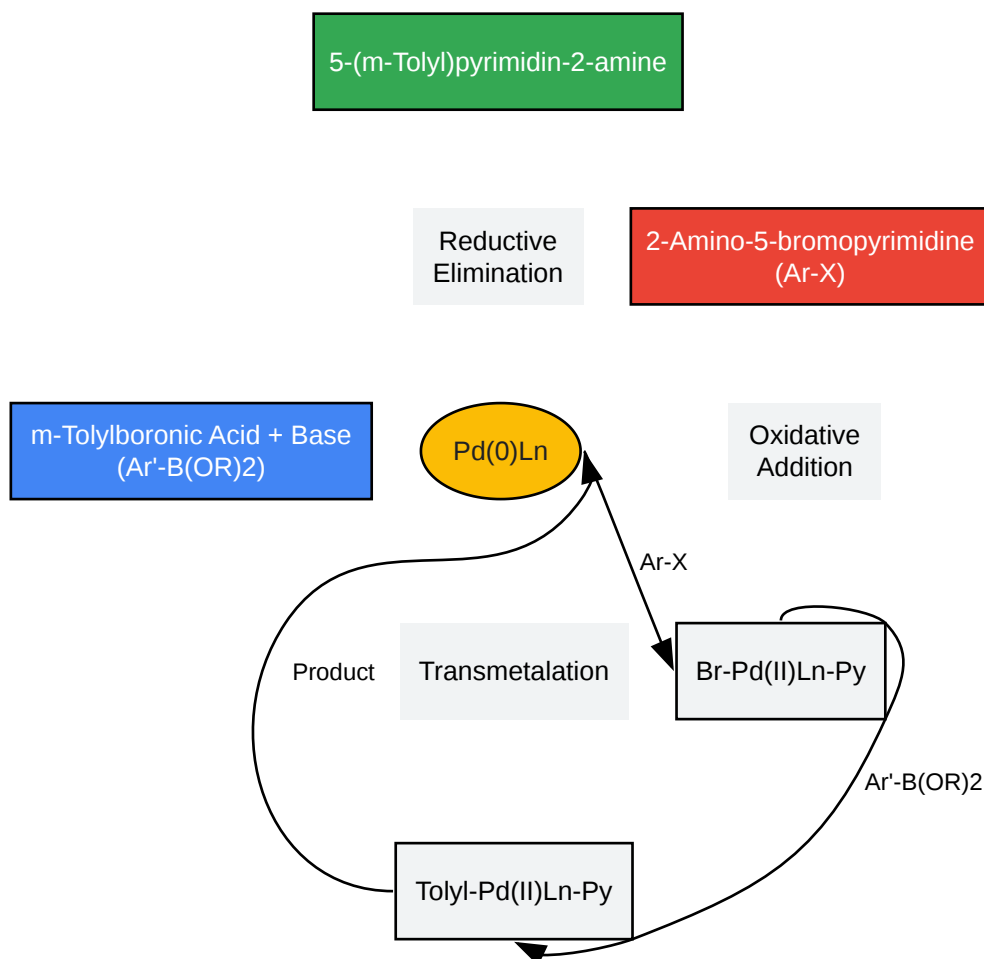 5-(m-Tolyl)pyrimidin-2-amine
Reductive
Elimination
2-Amino-5-bromopyrimidine
(Ar-X)
m-Tolylboronic Acid + Base
(Ar'-B(OR)2)
Pd(0)Ln
Oxidative
Addition
Ar-X
Product
Transmetalation
Br-Pd(II)Ln-Py
Ar'-B(OR)2
Tolyl-Pd(II)Ln-Py